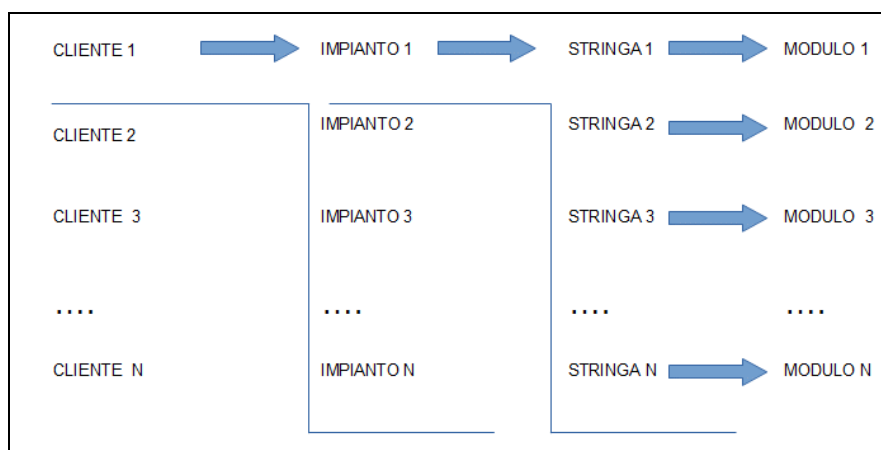 CLIENTE 1 IMPIANTO 1 STRINGA 1 MODULO 1
CLIENTE 2 IMPIANTO 2 STRINGA 2 MODULO 2
CLIENTE 3 IMPIANTO 3 STRINGA 3 MODULO 3
.... .... .... ....
CLIENTE N IMPIANTO N STRINGA N MODULO N